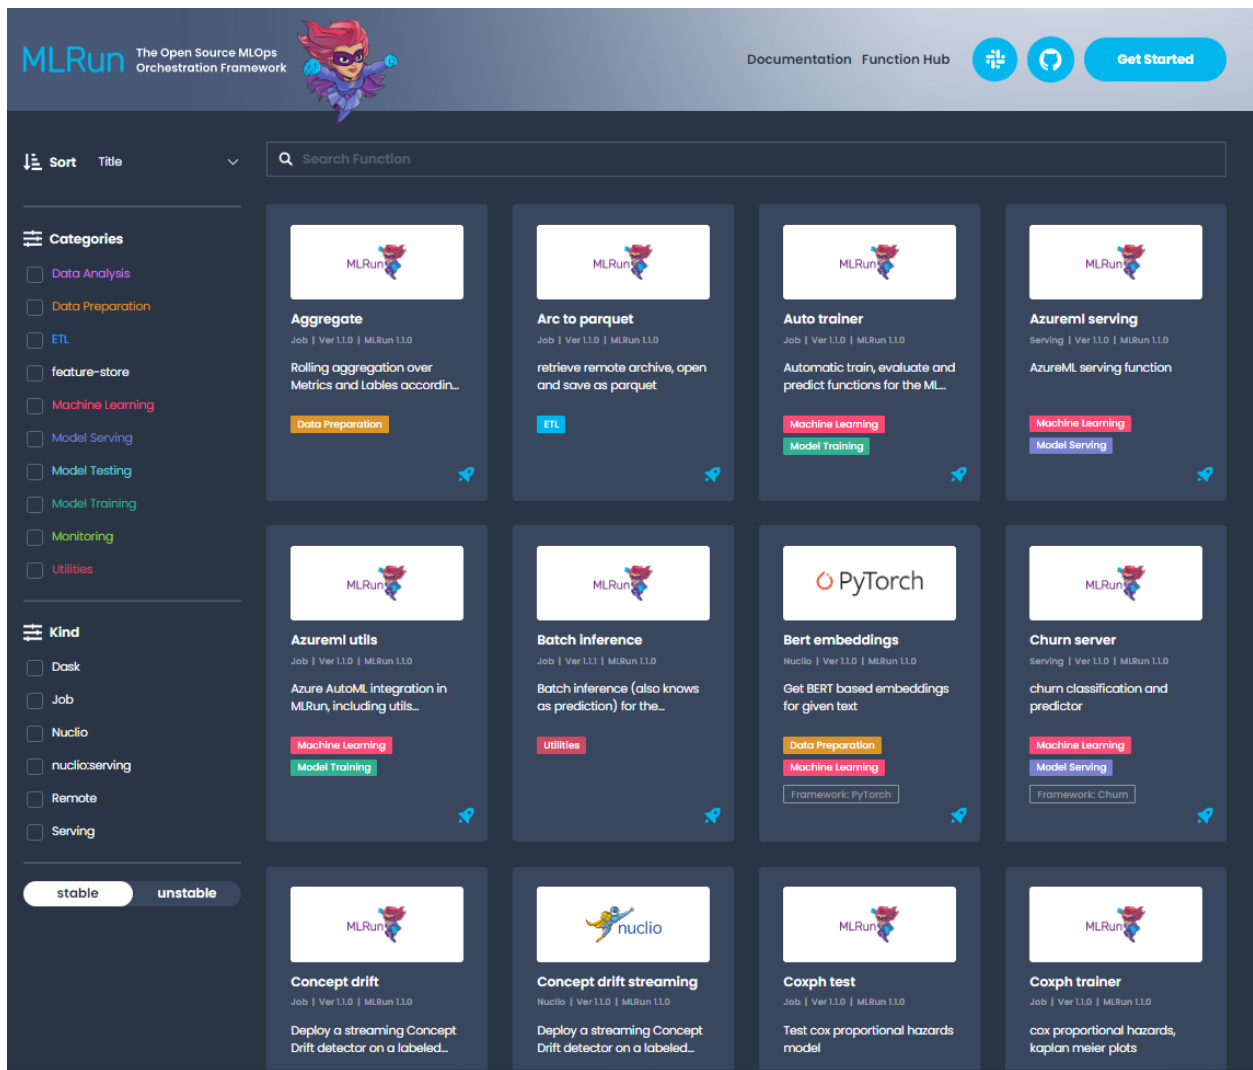 MLRun
The Open Source MLOps
Orchestration Framework
Documentation Function Hub
Get Started
Sort Title
Search Function
Categories
Data Analysis
Data Preparation
ETL
feature-store
Machine Learning
Model Serving
Model Testing
Model Training
Monitoring
Utilities
Kind
Dask
Job
Nuclio
nuclio:serving
Remote
Serving
stable unstable
MLRun
Aggregate
Job | Ver 1.1.0 | MLRun 1.1.0
Rolling aggregation over
Metrics and Lables accordin...
Data Preparation
MLRun
Arc to parquet
Job | Ver 1.1.0 | MLRun 1.1.0
retrieve remote archive, open
and save as parquet
ETL
MLRun
Auto trainer
Job | Ver 1.1.0 | MLRun 1.1.0
Automatic train, evaluate and
predict functions for the ML...
Machine Learning
Model Training
MLRun
Azureml serving
Serving | Ver 1.1.0 | MLRun 1.1.0
AzureML serving function
Machine Learning
Model Serving
MLRun
Azureml utils
Job | Ver 1.1.0 | MLRun 1.1.0
Azure AutoML integration in
MLRun, including utils...
Machine Learning
Model Training
MLRun
Batch inference
Job | Ver 1.1.1 | MLRun 1.1.0
Batch inference (also knows
as prediction) for the...
Utilities
PyTorch
Bert embeddings
Nuclio | Ver 1.1.0 | MLRun 1.1.0
Get BERT based embeddings
for given text
Data Preparation
Machine Learning
Framework: PyTorch
MLRun
Churn server
Serving | Ver 1.1.0 | MLRun 1.1.0
churn classification and
predictor
Machine Learning
Model Serving
Framework: Churn
MLRun
Concept drift
Job | Ver 1.1.0 | MLRun 1.1.0
Deploy a streaming Concept
Drift detector on a labeled...
nuclio
Concept drift streaming
Nuclio | Ver 1.1.0 | MLRun 1.1.0
Deploy a streaming Concept
Drift detector on a labeled...
MLRun
Coxph test
Job | Ver 1.1.0 | MLRun 1.1.0
Test cox proportional hazards
model
MLRun
Coxph trainer
Job | Ver 1.1.0 | MLRun 1.1.0
cox proportional hazards,
kaplan meier plots